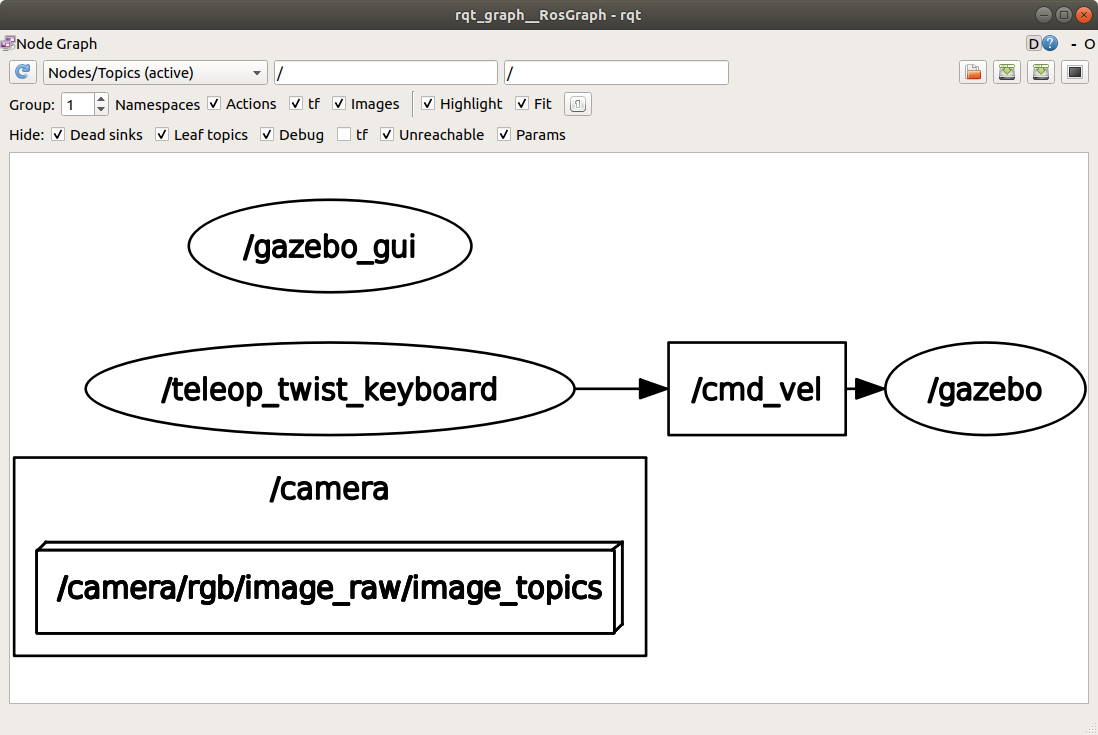 rqt_graph__RosGraph - rqt
Node Graph D ? - O
Nodes/Topics (active) / /
Group: 1 Namespaces Actions tf Images Highlight Fit
Hide: Dead sinks Leaf topics Debug tf Unreachable Params
/gazebo_gui
/teleop_twist_keyboard /cmd_vel /gazebo
/camera
/camera/rgb/image_raw/image_topics